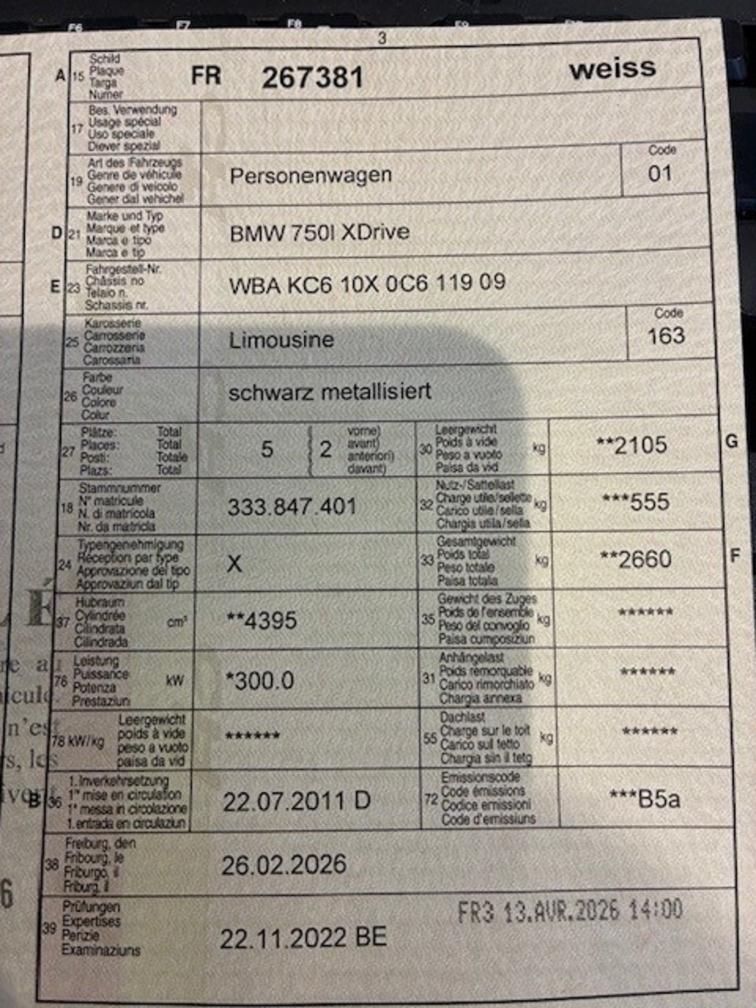 F6 F7 F8 F9
3
A 15 Schild
Plaque
Targa
Numer
FR 267381 weiss
17 Bes. Verwendung
Usage spécial
Uso speciale
Diever spezial
19 Art des Fahrzeugs
Genre de véhicule
Genere di veicolo
Gener dal vehichel
Personenwagen
Code
01
D 21 Marke und Typ
Marque et type
Marca e tipo
Marca e tip
BMW 750I XDrive
E 23 Fahrgestell-Nr.
Châssis no
Telaio n.
Schassis nr.
WBA KC6 10X 0C6 119 09
25 Karosserie
Carrosserie
Carrozzeria
Carossaria
Limousine
Code
163
26 Farbe
Couleur
Colore
Colur
schwarz metallisiert
27 Plätze: Total
Places: Total
Posti: Totale
Plazs: Total
5
2
vorne)
avant)
anteriori)
davant)
30 Leergewicht
Poids à vide
Peso a vuoto
Paisa da vid
kg
**2105
G
18 Stammnummer
N° matricule
N. di matricola
Nr. da matricla
333.847.401
32 Nutz-/Sattellast
Charge utile/sellette
Carico utile/sella
Chargia utila/sella
kg
***555
24 Typengenehmigung
Réception par type
Approvazione del tipo
Approvaziun dal tip
X
33 Gesamtgewicht
Poids total
Peso totale
Paisa totala
kg
**2660
F
37 Hubraum
Cylindrée
Cilindrata
Cilindrada
cm³
**4395
35 Gewicht des Zuges
Poids de l'ensemble
Peso del convoglio
Paisa cumposiziun
kg
******
76 Leistung
Puissance
Potenza
Prestaziun
kW
*300.0
31 Anhängelast
Poids remorquable
Carico rimorchiato
Chargia annexa
kg
******
78 kW/kg
Leergewicht
poids à vide
peso a vuoto
paisa da vid
******
55 Dachlast
Charge sur le toit
Carico sul tetto
Chargia sin il tetg
kg
******
B 36 1.Inverkehrsetzung
1re mise en circulation
1a messa in circolazione
1. entrada en circulaziun
22.07.2011 D
72 Emissionscode
Code émissions
Codice emissioni
Code d'emissiuns
***B5a
38 Freiburg, den
Fribourg, le
Friburgo, il
Friburg, il
26.02.2026
39 Prüfungen
Expertises
Perizie
Examinaziuns
22.11.2022 BE
FR3 13.AVR.2026 14:00
n'es
6